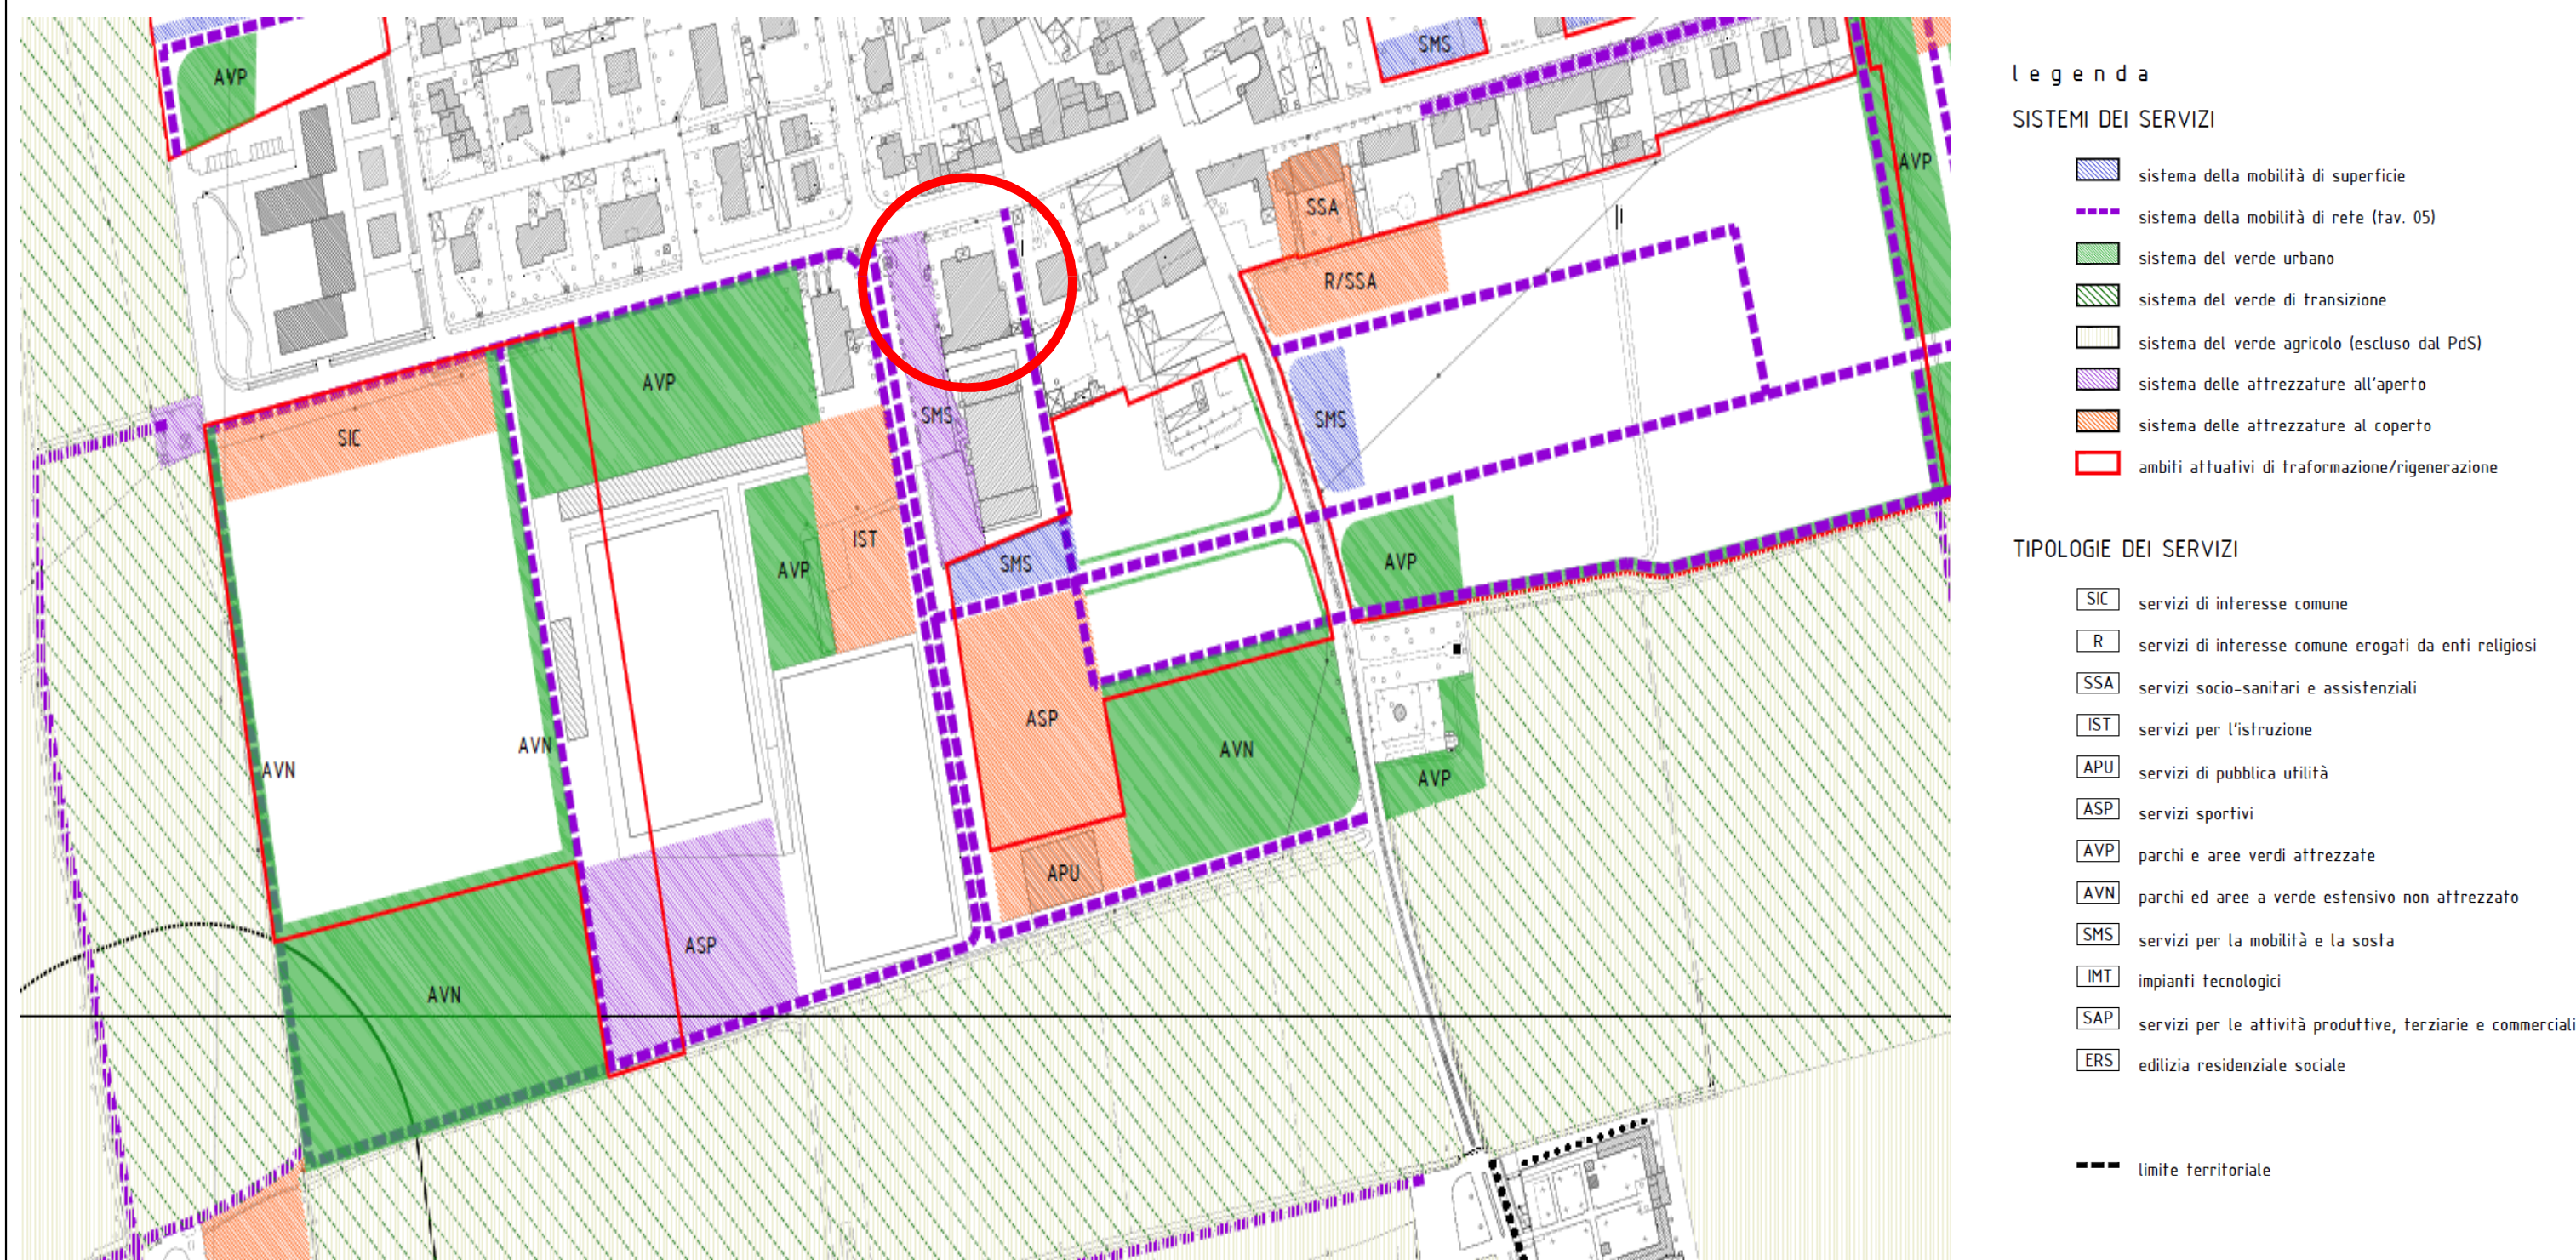 SMS
AVP
AVP
SSA
R/SSA
AVP
SMS
SMS
SIC
IST
SMS
AVP
AVP
ASP
AVN
AVN
AVN
AVP
APU
ASP
AVN
legenda
SISTEMI DEI SERVIZI
sistema della mobilità di superficie
sistema della mobilità di rete (tav. 05)
sistema del verde urbano
sistema del verde di transizione
sistema del verde agricolo (escluso dal PdS)
sistema delle attrezzature all'aperto
sistema delle attrezzature al coperto
ambiti attuativi di traformazione/rigenerazione
TIPOLOGIE DEI SERVIZI
SIC servizi di interesse comune
R servizi di interesse comune erogati da enti religiosi
SSA servizi socio-sanitari e assistenziali
IST servizi per l'istruzione
APU servizi di pubblica utilità
ASP servizi sportivi
AVP parchi e aree verdi attrezzate
AVN parchi ed aree a verde estensivo non attrezzato
SMS servizi per la mobilità e la sosta
IMT impianti tecnologici
SAP servizi per le attività produttive, terziarie e commerciali
ERS edilizia residenziale sociale
limite territoriale